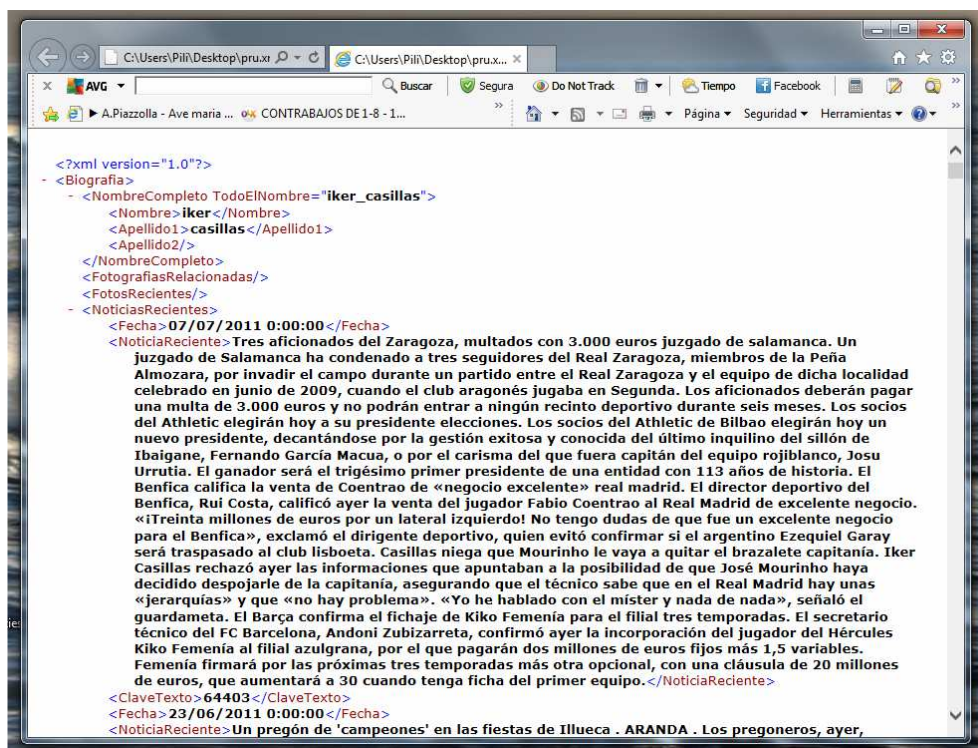 C:\Users\Pili\Desktop\pru.xr
C:\Users\Pili\Desktop\pru.x...
x AVG Buscar Segura Do Not Track Tiempo Facebook »
A.Piazzolla - Ave maria ... CONTRABAJOS DE 1-8 - 1... » Página Seguridad Herramientas »
<?xml version="1.0"?>
- <Biografia>
- <NombreCompleto TodoElNombre="iker_casillas">
<Nombre>iker</Nombre>
<Apellido1>casillas</Apellido1>
<Apellido2/>
</NombreCompleto>
<FotografiasRelacionadas/>
<FotosRecientes/>
- <NoticiasRecientes>
<Fecha>07/07/2011 0:00:00</Fecha>
<NoticiaReciente>Tres aficionados del Zaragoza, multados con 3.000 euros juzgado de salamanca. Un
juzgado de Salamanca ha condenado a tres seguidores del Real Zaragoza, miembros de la Peña
Almozara, por invadir el campo durante un partido entre el Real Zaragoza y el equipo de dicha localidad
celebrado en junio de 2009, cuando el club aragonés jugaba en Segunda. Los aficionados deberán pagar
una multa de 3.000 euros y no podrán entrar a ningún recinto deportivo durante seis meses. Los socios
del Athletic elegirán hoy a su presidente elecciones. Los socios del Athletic de Bilbao elegirán hoy un
nuevo presidente, decantándose por la gestión exitosa y conocida del último inquilino del sillón de
Ibaigane, Fernando García Macua, o por el carisma del que fuera capitán del equipo rojiblanco, Josu
Urrutia. El ganador será el trigésimo primer presidente de una entidad con 113 años de historia. El
Benfica califica la venta de Coentrao de «negocio excelente» real madrid. El director deportivo del
Benfica, Rui Costa, calificó ayer la venta del jugador Fabio Coentrao al Real Madrid de excelente negocio.
«¡Treinta millones de euros por un lateral izquierdo! No tengo dudas de que fue un excelente negocio
para el Benfica», exclamó el dirigente deportivo, quien evitó confirmar si el argentino Ezequiel Garay
será traspasado al club lisboeta. Casillas niega que Mourinho le vaya a quitar el brazalete capitanía. Iker
Casillas rechazó ayer las informaciones que apuntaban a la posibilidad de que José Mourinho haya
decidido despojarle de la capitanía, asegurando que el técnico sabe que en el Real Madrid hay unas
«jerarquías» y que «no hay problema». «Yo he hablado con el míster y nada de nada», señaló el
guardameta. El Barça confirma el fichaje de Kiko Femenía para el filial tres temporadas. El secretario
técnico del FC Barcelona, Andoni Zubizarreta, confirmó ayer la incorporación del jugador del Hércules
Kiko Femenía al filial azulgrana, por el que pagarán dos millones de euros fijos más 1,5 variables.
Femenía firmará por las próximas tres temporadas más otra opcional, con una cláusula de 20 millones
de euros, que aumentará a 30 cuando tenga ficha del primer equipo.</NoticiaReciente>
<ClaveTexto>64403</ClaveTexto>
<Fecha>23/06/2011 0:00:00</Fecha>
<NoticiaReciente>Un pregón de 'campeones' en las fiestas de Illueca . ARANDA . Los pregoneros, ayer,